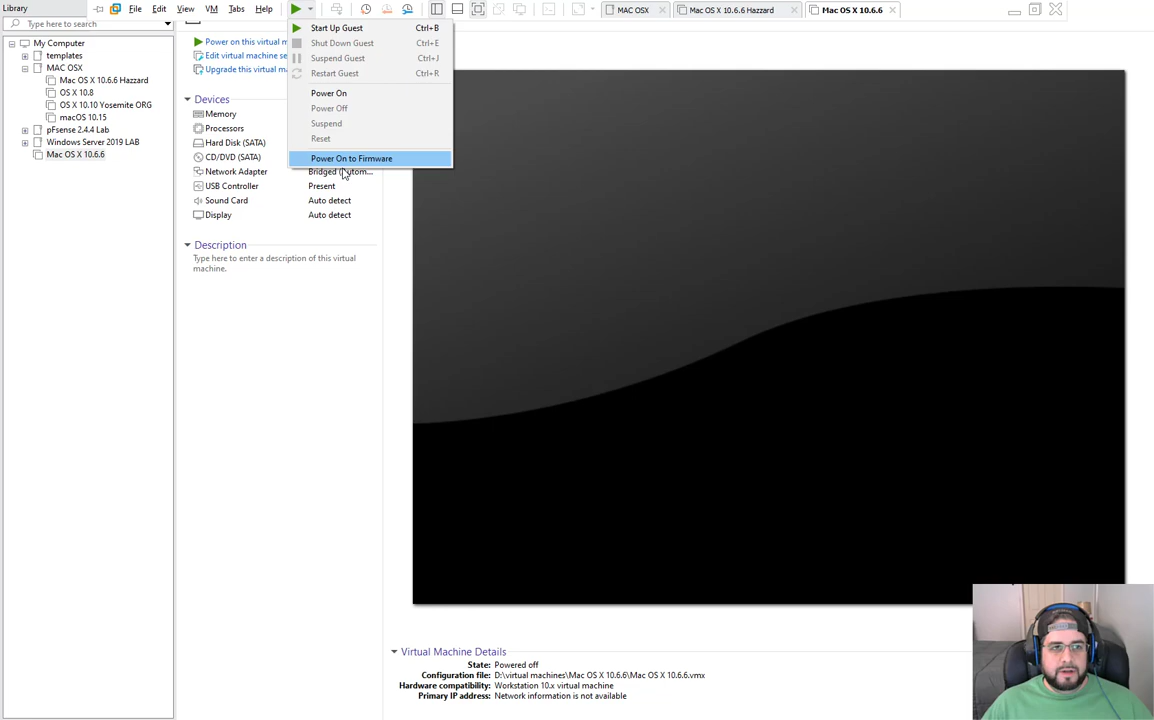 Library
File Edit View VM Tabs Help
MAC OSX
Mac OS X 10.6.6 Hazzard
Mac OS X 10.6.6
Type here to search
My Computer
templates
MAC OSX
Mac OS X 10.6.6 Hazzard
OS X 10.8
OS X 10.10 Yosemite ORG
macOS 10.15
pFsense 2.4.4 Lab
Windows Server 2019 LAB
Mac OS X 10.6.6
Power on this virtual m
Edit virtual machine se
Upgrade this virtual ma
Start Up Guest Ctrl+B
Shut Down Guest Ctrl+E
Suspend Guest Ctrl+J
Restart Guest Ctrl+R
Power On
Power Off
Suspend
Reset
Power On to Firmware
Devices
Memory
Processors
Hard Disk (SATA)
CD/DVD (SATA)
Network Adapter Bridged (Autom...
USB Controller Present
Sound Card Auto detect
Display Auto detect
Description
Type here to enter a description of this virtual
machine.
Virtual Machine Details
State: Powered off
Configuration file: D:\virtual machines\Mac OS X 10.6.6\Mac OS X 10.6.6.vmx
Hardware compatibility: Workstation 10.x virtual machine
Primary IP address: Network information is not available